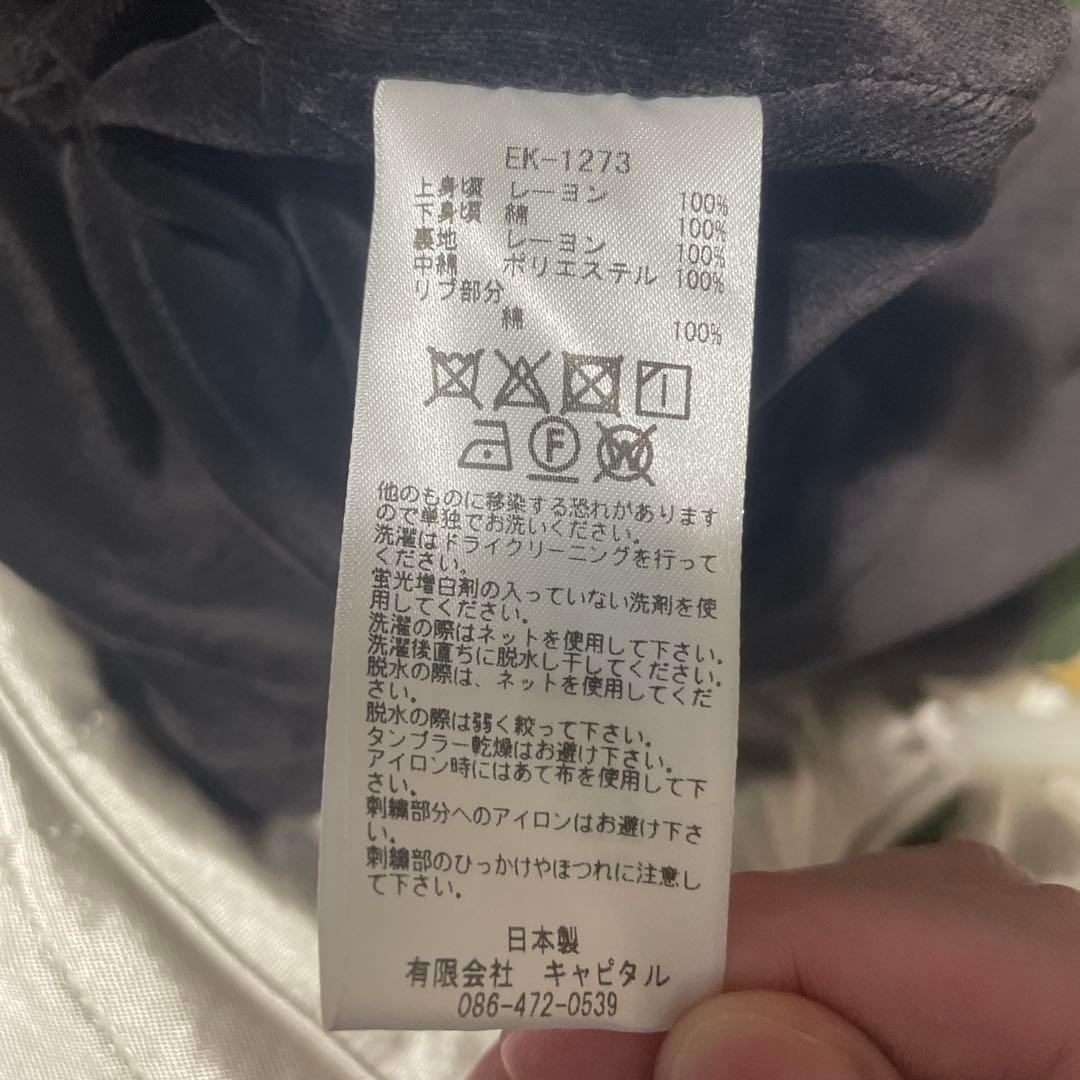 EK-1273
上身頃 レーヨン 100%
下身頃 綿 100%
裏地 レーヨン 100%
中綿 ポリエステル 100%
リブ部分
綿 100%
F W
他のものに移染する恐れがあります
ので単独でお洗いください。
洗濯はドライクリーニングを行って
ください。
蛍光増白剤の入っていない洗剤を使
用してください。
洗濯の際はネットを使用して下さい。
洗濯後直ちに脱水し干してください。
脱水の際は、ネットを使用してくだ
さい。
脱水の際は弱く絞って下さい。
タンブラー乾燥はお避け下さい。
アイロン時にはあて布を使用して下
さい。
刺繍部分へのアイロンはお避け下さ
い。
刺繍部のひっかけやほつれに注意し
て下さい。
日本製
有限会社 キャピタル
086-472-0539